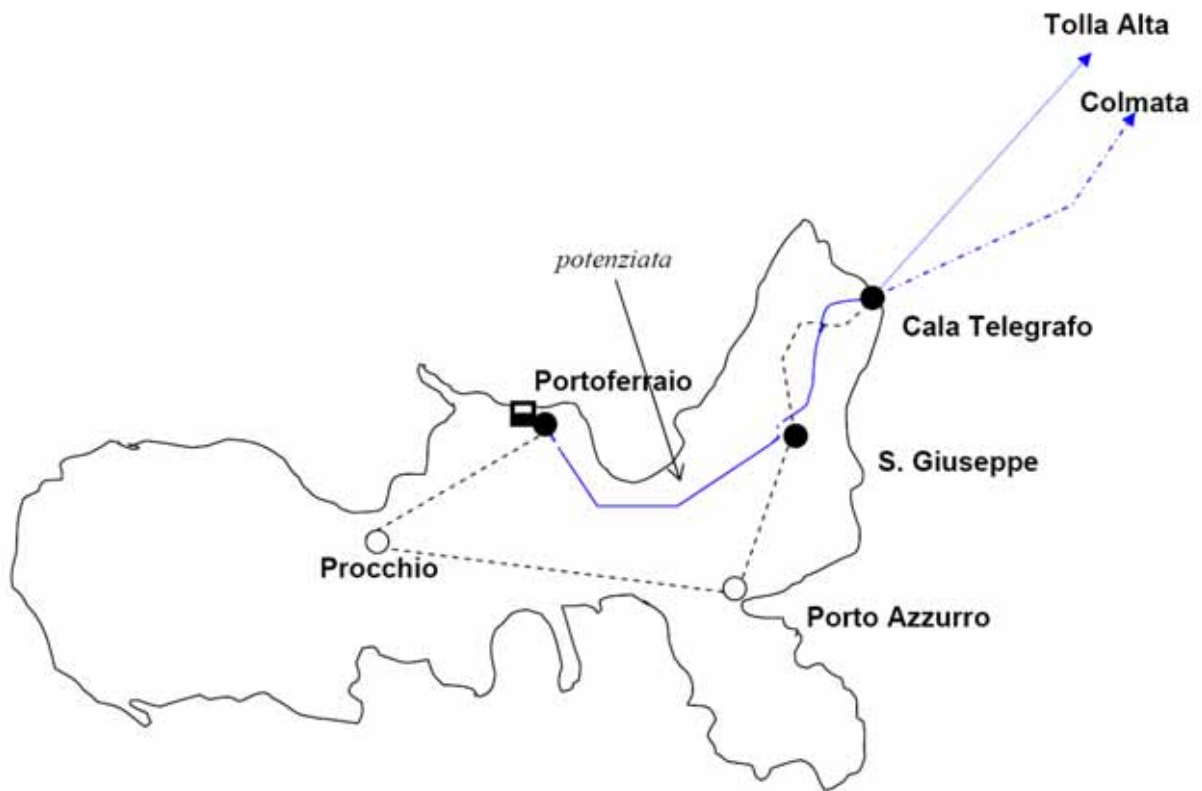 Tolla Alta
Colmata
potenziata
Cala Telegrafo
Portoferraio
S. Giuseppe
Procchio
Porto Azzurro